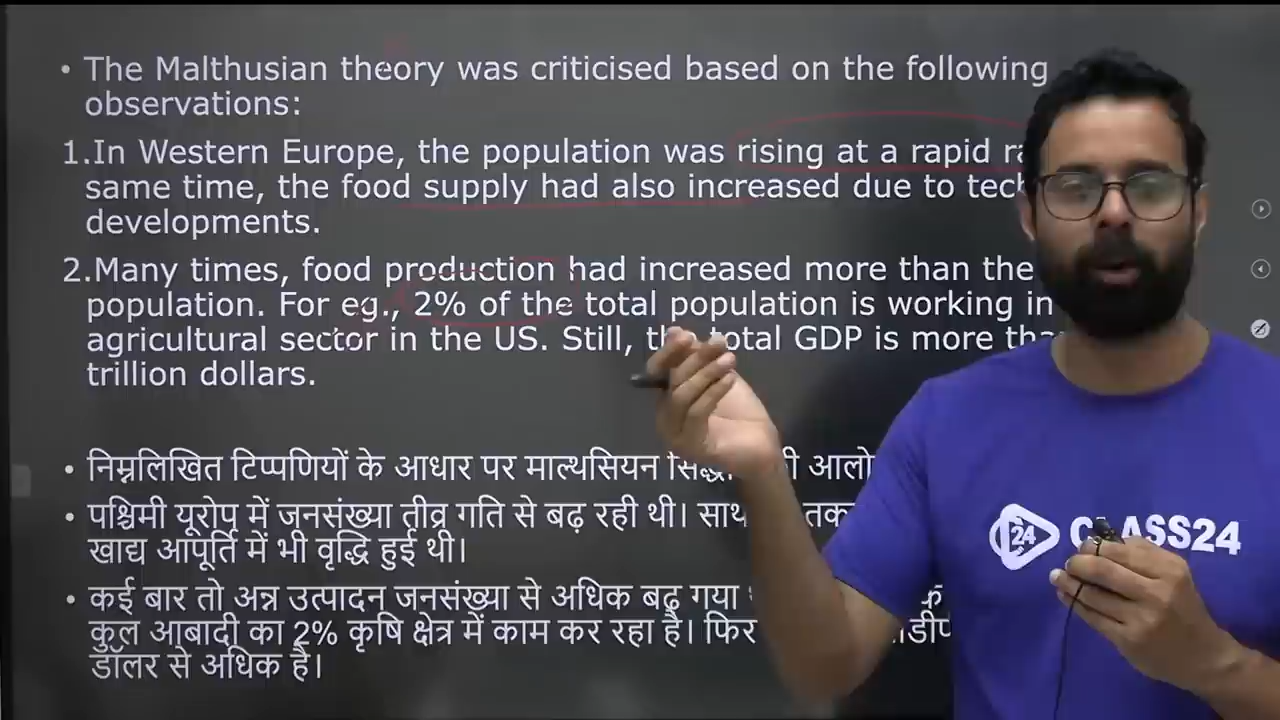 • The Malthusian theory was criticised based on the following
observations:
1.In Western Europe, the population was rising at a rapid
same time, the food supply had also increased due to
developments.
2.Many times, food production had increased more than the
population. For eg., 2% of the total population is working in
agricultural sector in the US. Still, the total GDP is more
trillion dollars.
• निम्नलिखित टिप्पणियों के आधार पर माल्थसियन
• पश्चिमी यूरोप में जनसंख्या तीव्र गति से बढ़ रही थी।
खाद्य आपूर्ति में भी वृद्धि हुई थी।
• कई बार तो अन्न उत्पादन जनसंख्या से अधिक बढ़ गया
कुल आबादी का 2% कृषि क्षेत्र में काम कर रहा है। फिर
डॉलर से अधिक है।
24 CLASS24